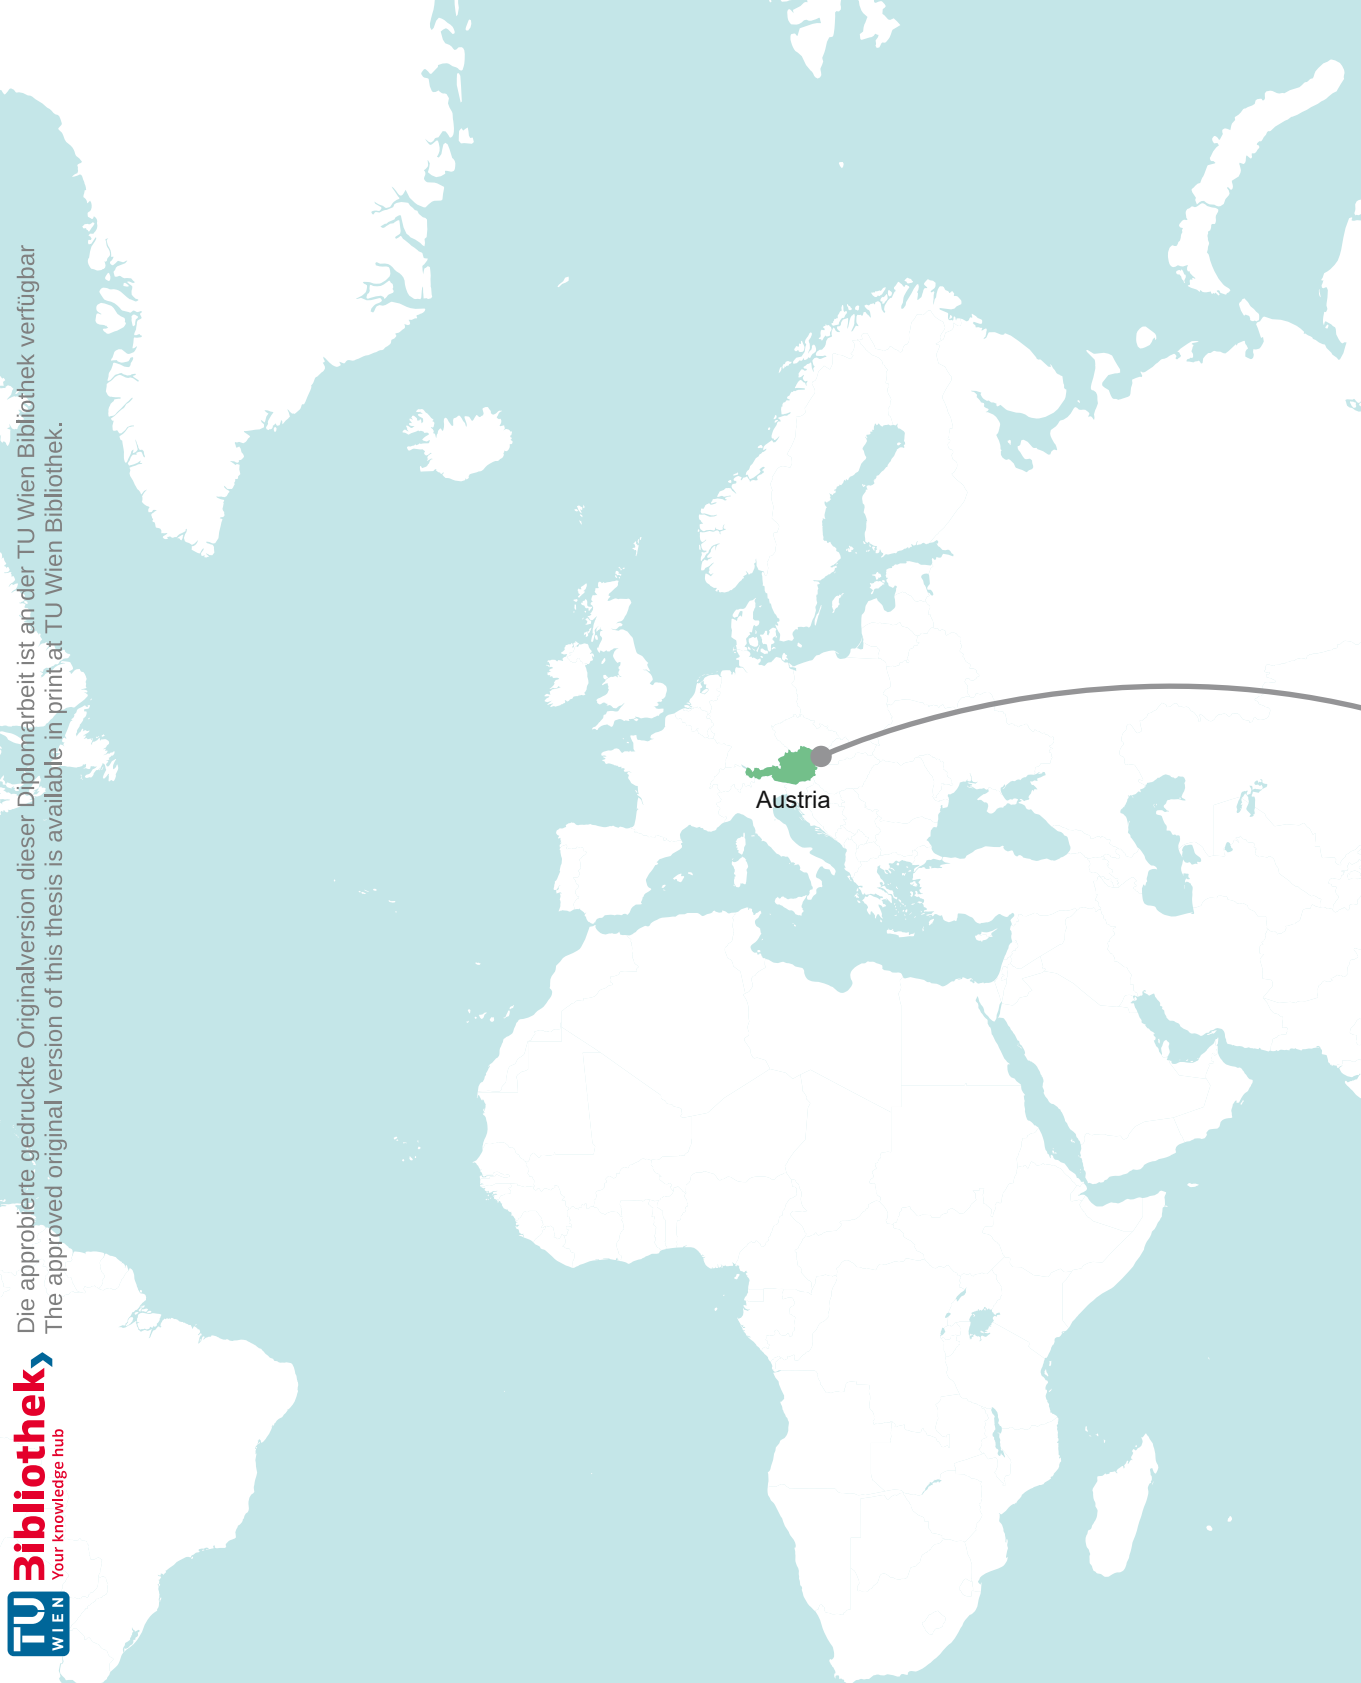 Austria
Die approbierte gedruckte Originalversion dieser Diplomarbeit ist an der TU Wien Bibliothek verfügbar
The approved original version of this thesis is available in print at TU Wien Bibliothek.
Bibliothek
Your knowledge hub
TU
WIEN